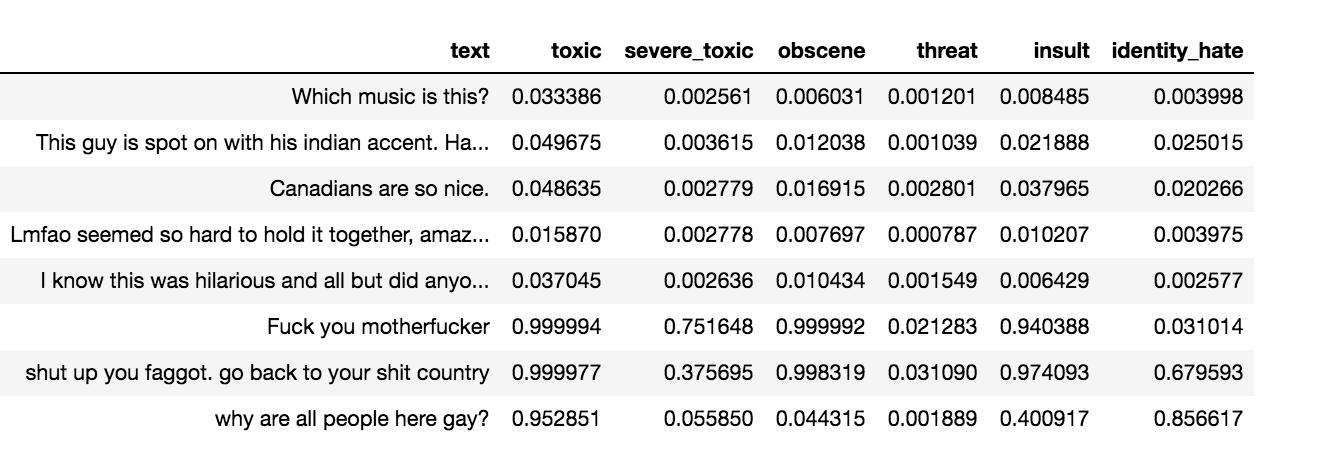 text toxic severe_toxic obscene threat insult identity_hate
Which music is this? 0.033386 0.002561 0.006031 0.001201 0.008485 0.003998
This guy is spot on with his indian accent. Ha... 0.049675 0.003615 0.012038 0.001039 0.021888 0.025015
Canadians are so nice. 0.048635 0.002779 0.016915 0.002801 0.037965 0.020266
Lmfao seemed so hard to hold it together, amaz... 0.015870 0.002778 0.007697 0.000787 0.010207 0.003975
I know this was hilarious and all but did anyo... 0.037045 0.002636 0.010434 0.001549 0.006429 0.002577
Fuck you motherfucker 0.999994 0.751648 0.999992 0.021283 0.940388 0.031014
shut up you faggot. go back to your shit country 0.999977 0.375695 0.998319 0.031090 0.974093 0.679593
why are all people here gay? 0.952851 0.055850 0.044315 0.001889 0.400917 0.856617